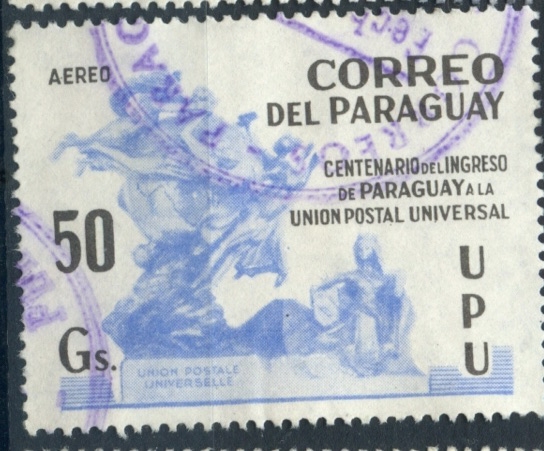 AEREO
CORREO
DEL PARAGUAY
CENTENARIO DEL INGRESO
DE PARAGUAY A LA
UNION POSTAL UNIVERSAL
50
Gs.
U
P
U
UNION POSTALE
UNIVERSELLE